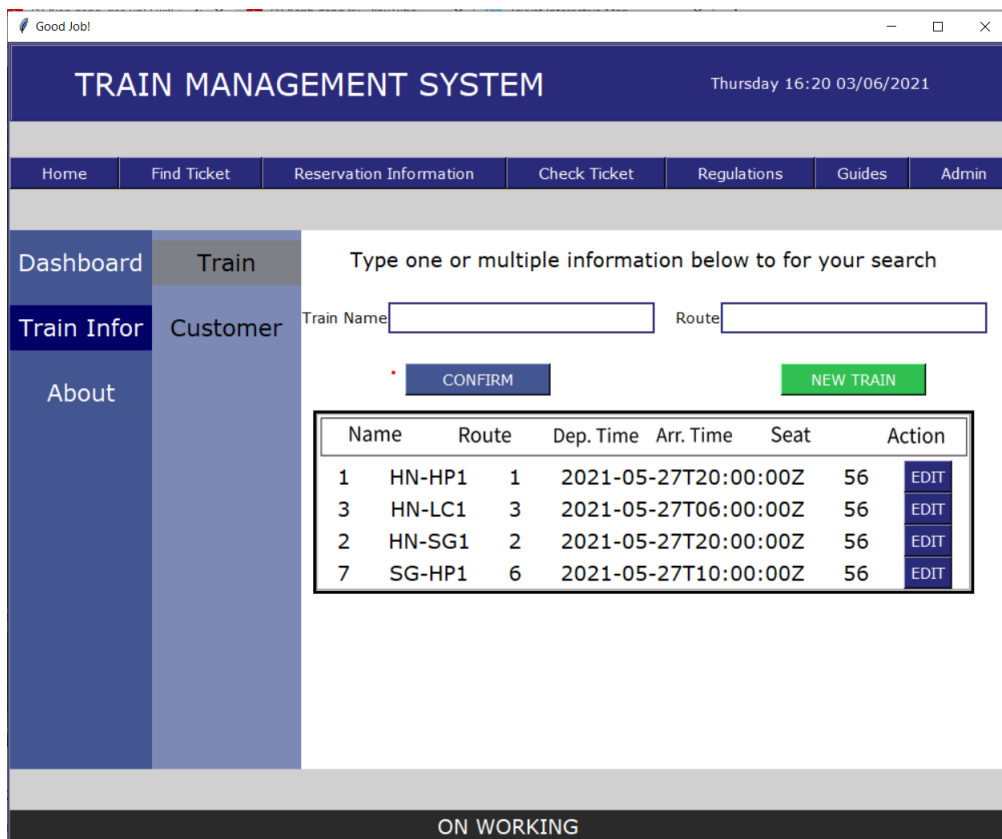 Good Job!
TRAIN MANAGEMENT SYSTEM
Thursday 16:20 03/06/2021
Home Find Ticket Reservation Information Check Ticket Regulations Guides Admin
Dashboard
Train Infor
About
Train
Customer
Type one or multiple information below to for your search
Train Name Route
CONFIRM NEW TRAIN
Name Route Dep. Time Arr. Time Seat Action
1 HN-HP1 1 2021-05-27T20:00:00Z 56 EDIT
3 HN-LC1 3 2021-05-27T06:00:00Z 56 EDIT
2 HN-SG1 2 2021-05-27T20:00:00Z 56 EDIT
7 SG-HP1 6 2021-05-27T10:00:00Z 56 EDIT
ON WORKING